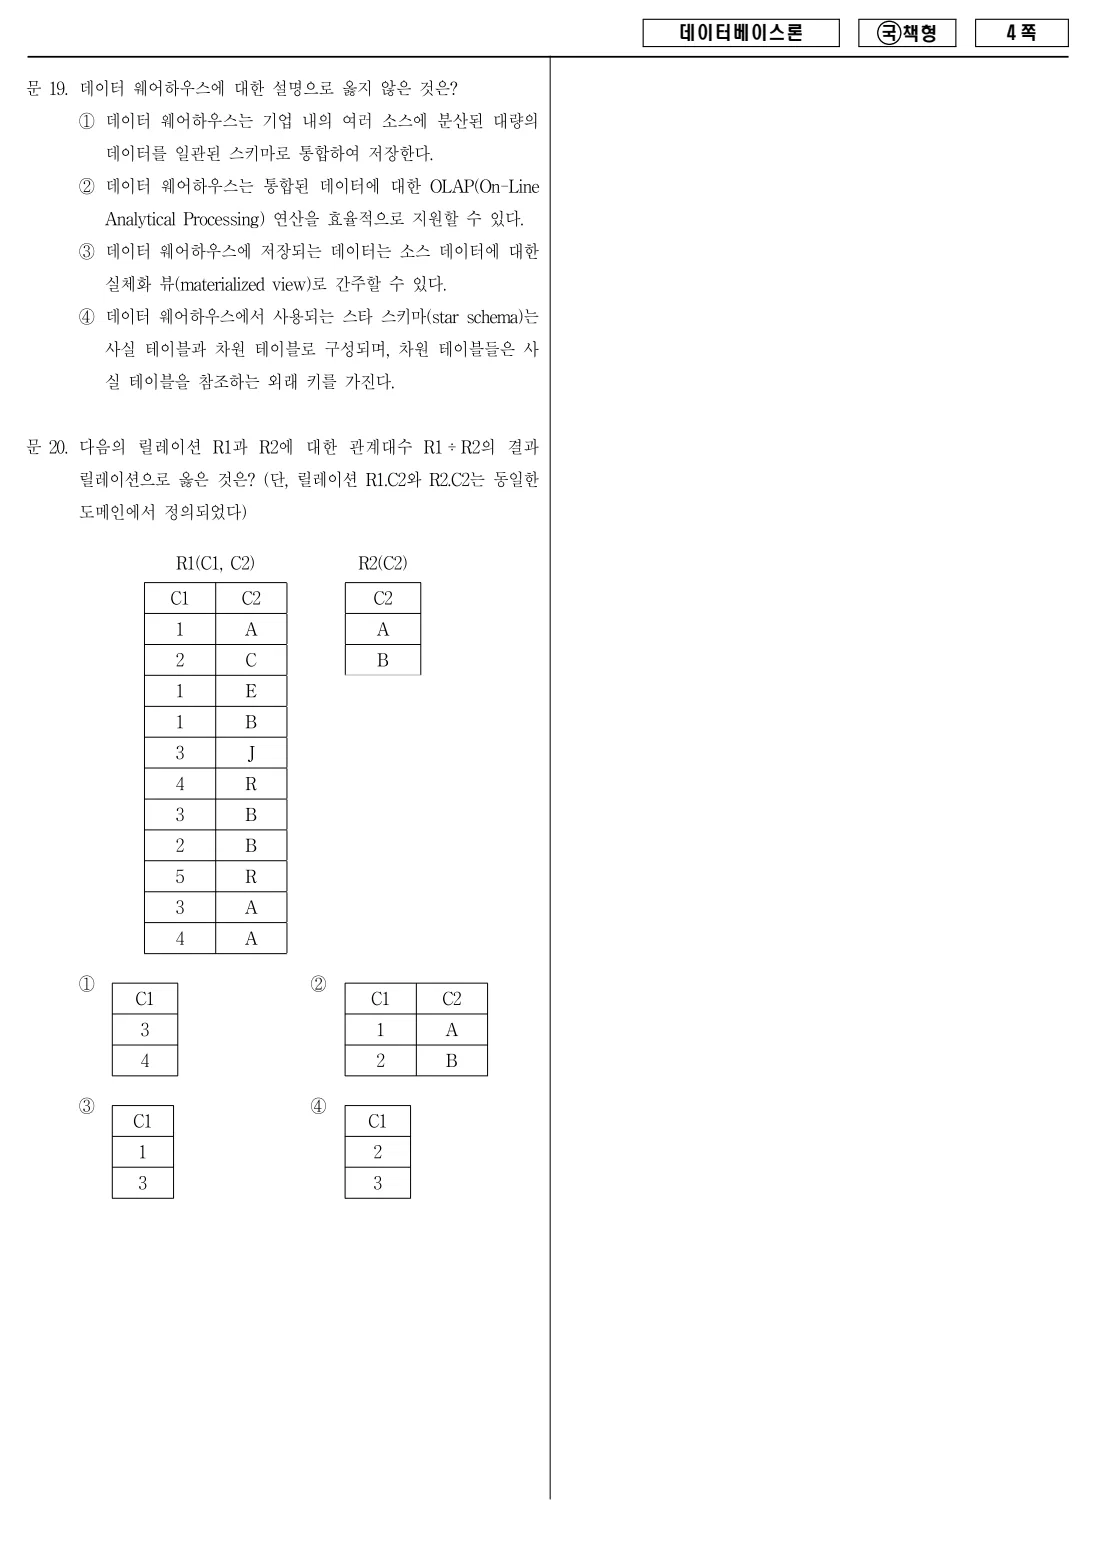 데이터베이스론 국책형 4쪽
문 19. 데이터 웨어하우스에 대한 설명으로 옳지 않은 것은?
① 데이터 웨어하우스는 기업 내의 여러 소스에 분산된 대량의
데이터를 일관된 스키마로 통합하여 저장한다.
② 데이터 웨어하우스는 통합된 데이터에 대한 OLAP(On-Line
Analytical Processing) 연산을 효율적으로 지원할 수 있다.
③ 데이터 웨어하우스에 저장되는 데이터는 소스 데이터에 대한
실체화 뷰(materialized view)로 간주할 수 있다.
④ 데이터 웨어하우스에서 사용되는 스타 스키마(star schema)는
사실 테이블과 차원 테이블로 구성되며, 차원 테이블들은 사
실 테이블을 참조하는 외래 키를 가진다.
문 20. 다음의 릴레이션 R1과 R2에 대한 관계대수 R1÷R2의 결과
릴레이션으로 옳은 것은? (단, 릴레이션 R1.C2와 R2.C2는 동일한
도메인에서 정의되었다)
R1(C1, C2) R2(C2)
C1 C2 C2
1 A A
2 C B
1 E
1 B
3 J
4 R
3 B
2 B
5 R
3 A
4 A
① ②
C1 C1 C2
3 1 A
4 2 B
③ ④
C1 C1
1 2
3 3